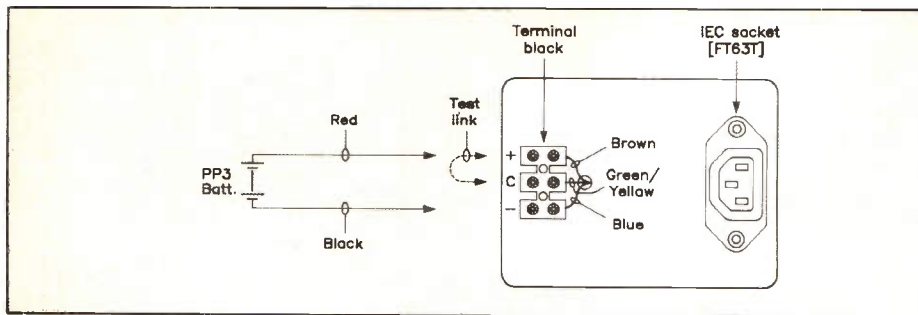 Terminal
black
IEC socket
[FT63T]
Test
link
Red
PP3
Batt.
Black
+
C
−
Brown
Green/
Yellow
Blue